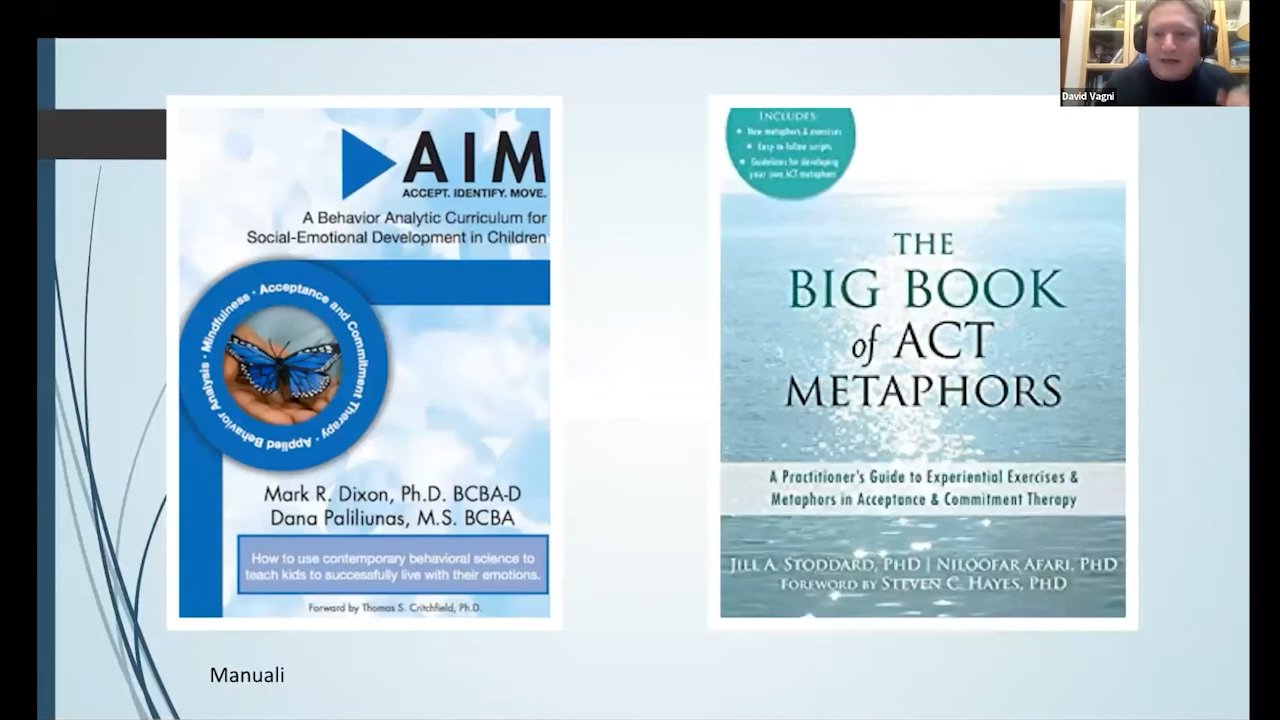 David Vagni
AIM
ACCEPT. IDENTIFY. MOVE.
A Behavior Analytic Curriculum for
Social-Emotional Development in Children
Mindfulness · Acceptance and Commitment Therapy · Applied Behavior Analysis ·
Mark R. Dixon, Ph.D. BCBA-D
Dana Paliliunas, M.S. BCBA
How to use contemporary behavioral science to
teach kids to successfully live with their emotions.
Forward by Thomas S. Critchfield, Ph.D.
INCLUDES:
• New metaphors & exercises
• Easy-to-follow scripts
• Guidelines for developing
your own ACT metaphors
THE
BIG BOOK
of ACT
METAPHORS
A Practitioner's Guide to Experiential Exercises &
Metaphors in Acceptance & Commitment Therapy
JILL A. STODDARD, PHD | NILOOFAR AFARI, PHD
FOREWORD BY STEVEN C. HAYES, PHD
Manuali